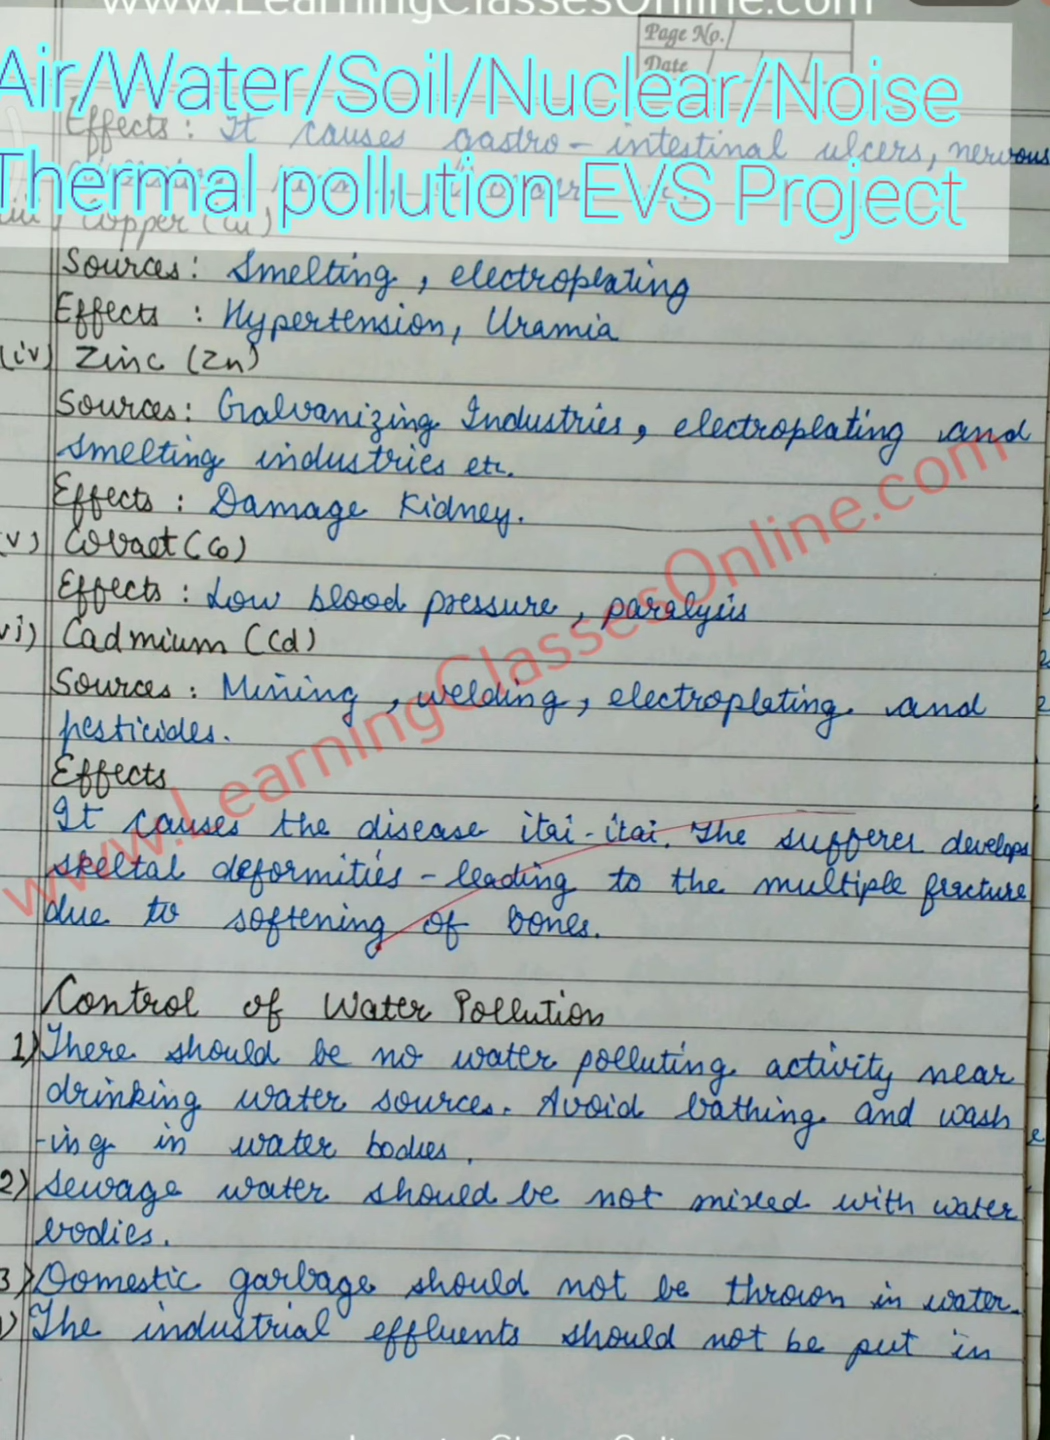 www.LearningClassesOnline.com
Page No.
Date
Air/Water/Soil/Nuclear/Noise
Effects : It causes gastro - intestinal ulcers, nervous
Thermal pollution EVS Project
iii) Copper (Cu)
Sources : Smelting , electroplating
Effects : Hypertension, Uramia
(iv) Zinc (Zn)
Sources : Galvanizing Industries, electroplating and
smelting industries etc.
Effects : Damage Kidney.
(v) Cobalt (Co)
Effects : Low blood pressure , paralysis
vi) Cadmium (Cd)
Sources : Mining , welding , electroplating and
pesticides.
Effects
It causes the disease itai - itai. The sufferer develops
skeltal deformities - leading to the multiple fracture
due to softening of bones.
www.LearningClassesOnline.com
Control of Water Pollution
1) There should be no water polluting activity near
drinking water sources. Avoid bathing and wash
-ing in water bodies.
2) Sewage water should be not mixed with water
bodies.
3) Domestic garbage should not be thrown in water.
) The industrial effluents should not be put in